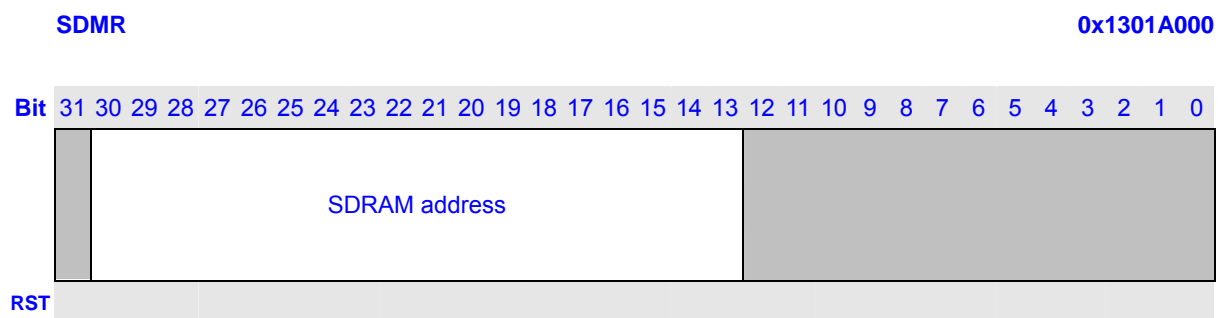 SDMR 0x1301A000
Bit 31 30 29 28 27 26 25 24 23 22 21 20 19 18 17 16 15 14 13 12 11 10 9 8 7 6 5 4 3 2 1 0
SDRAM address
RST